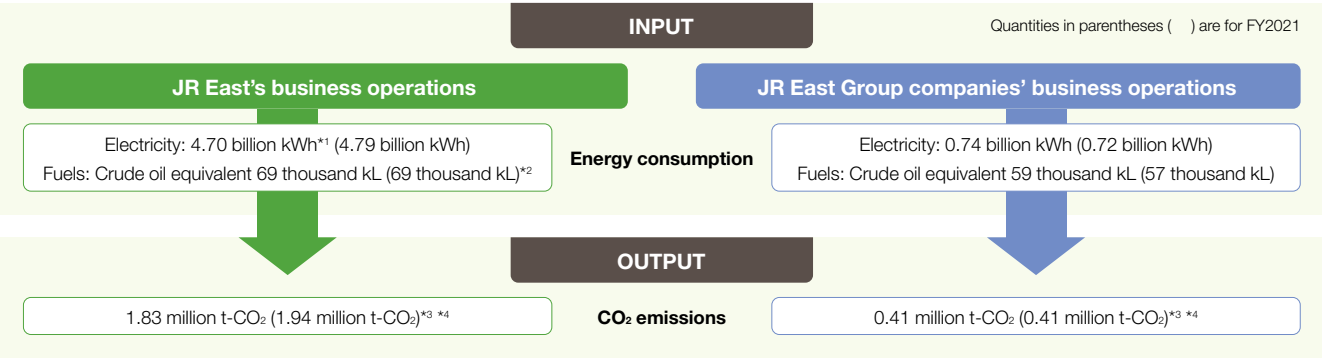 INPUT
Quantities in parentheses (　) are for FY2021
JR East's business operations
JR East Group companies' business operations
Electricity: 4.70 billion kWh*1 (4.79 billion kWh)
Fuels: Crude oil equivalent 69 thousand kL (69 thousand kL)*2
Energy consumption
Electricity: 0.74 billion kWh (0.72 billion kWh)
Fuels: Crude oil equivalent 59 thousand kL (57 thousand kL)
OUTPUT
1.83 million t-CO₂ (1.94 million t-CO₂)*3 *4
CO₂ emissions
0.41 million t-CO₂ (0.41 million t-CO₂)*3 *4